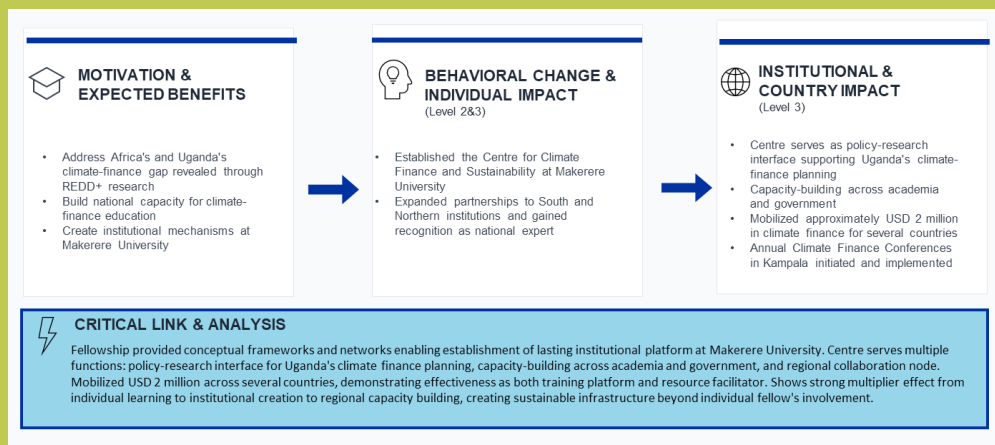 MOTIVATION &
EXPECTED BENEFITS
• Address Africa's and Uganda's
climate-finance gap revealed through
REDD+ research
• Build national capacity for climate-
finance education
• Create institutional mechanisms at
Makerere University
BEHAVIORAL CHANGE &
INDIVIDUAL IMPACT
(Level 2&3)
• Established the Centre for Climate
Finance and Sustainability at Makerere
University
• Expanded partnerships to South and
Northern institutions and gained
recognition as national expert
INSTITUTIONAL &
COUNTRY IMPACT
(Level 3)
• Centre serves as policy-research
interface supporting Uganda's climate-
finance planning
• Capacity-building across academia
and government
• Mobilized approximately USD 2 million
in climate finance for several countries
• Annual Climate Finance Conferences
in Kampala initiated and implemented
CRITICAL LINK & ANALYSIS
Fellowship provided conceptual frameworks and networks enabling establishment of lasting institutional platform at Makerere University. Centre serves multiple
functions: policy-research interface for Uganda's climate finance planning, capacity-building across academia and government, and regional collaboration node.
Mobilized USD 2 million across several countries, demonstrating effectiveness as both training platform and resource facilitator. Shows strong multiplier effect from
individual learning to institutional creation to regional capacity building, creating sustainable infrastructure beyond individual fellow's involvement.